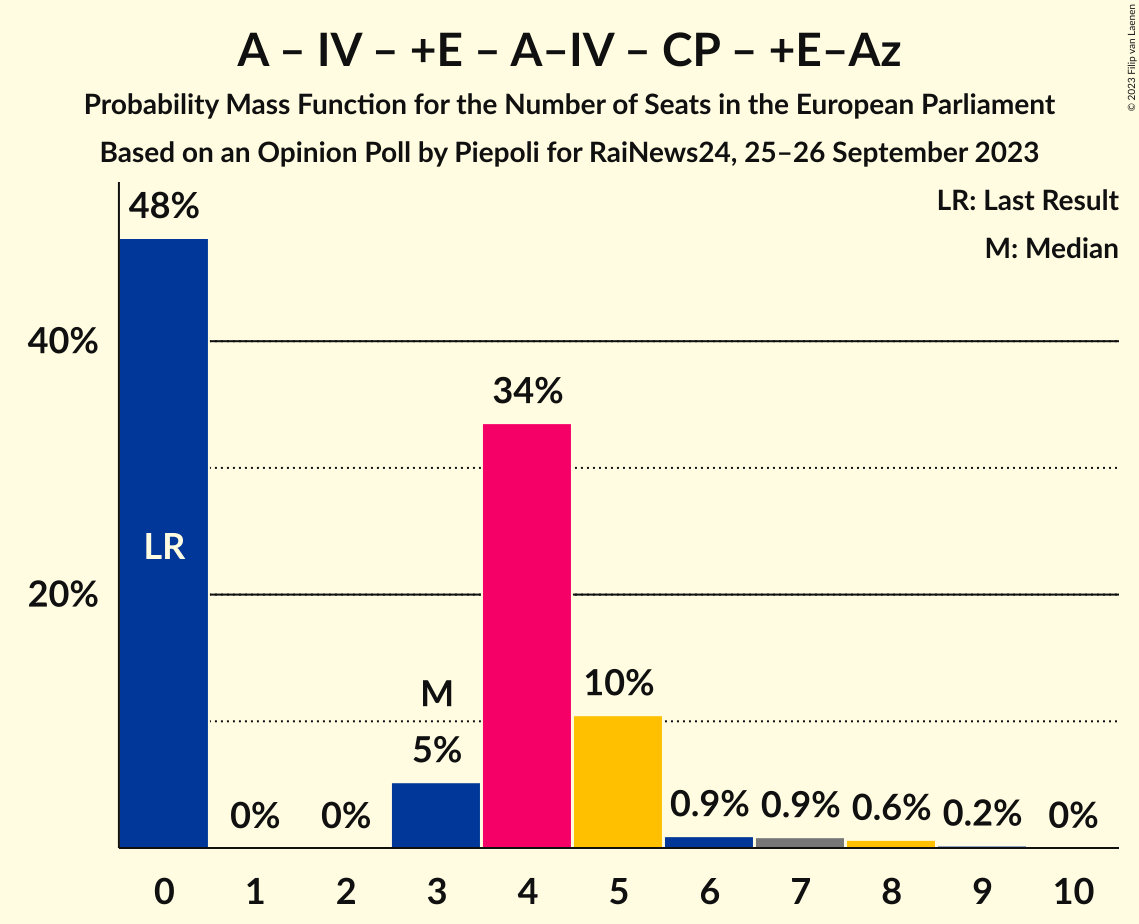 A – IV – +E – A–IV – CP – +E–Az
Probability Mass Function for the Number of Seats in the European Parliament
Based on an Opinion Poll by Piepoli for RaiNews24, 25–26 September 2023
© 2023 Filip van Laenen
LR: Last Result
M: Median
48%
40%
34%
LR
20%
M
10%
5%
0%
0%
0.9%
0.9%
0.6%
0.2%
0%
0 1 2 3 4 5 6 7 8 9 10